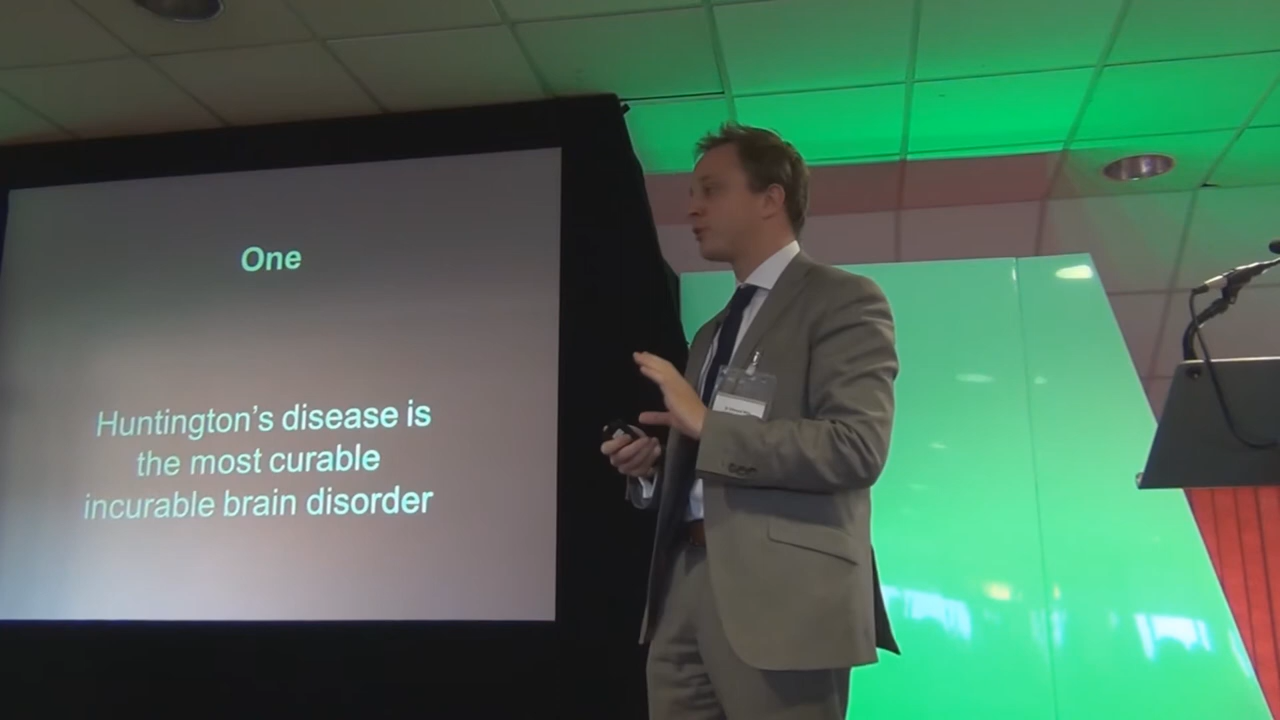 One
Huntington's disease is
the most curable
incurable brain disorder